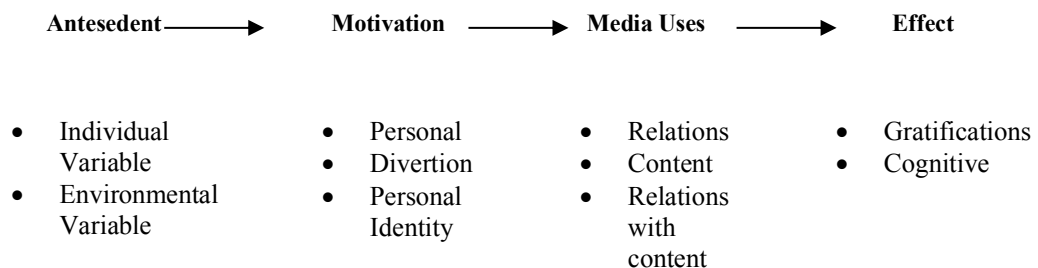 Antesedent Motivation Media Uses Effect
• Individual
Variable
• Environmental
Variable
• Personal
• Divertion
• Personal
Identity
• Relations
• Content
• Relations
with
content
• Gratifications
• Cognitive